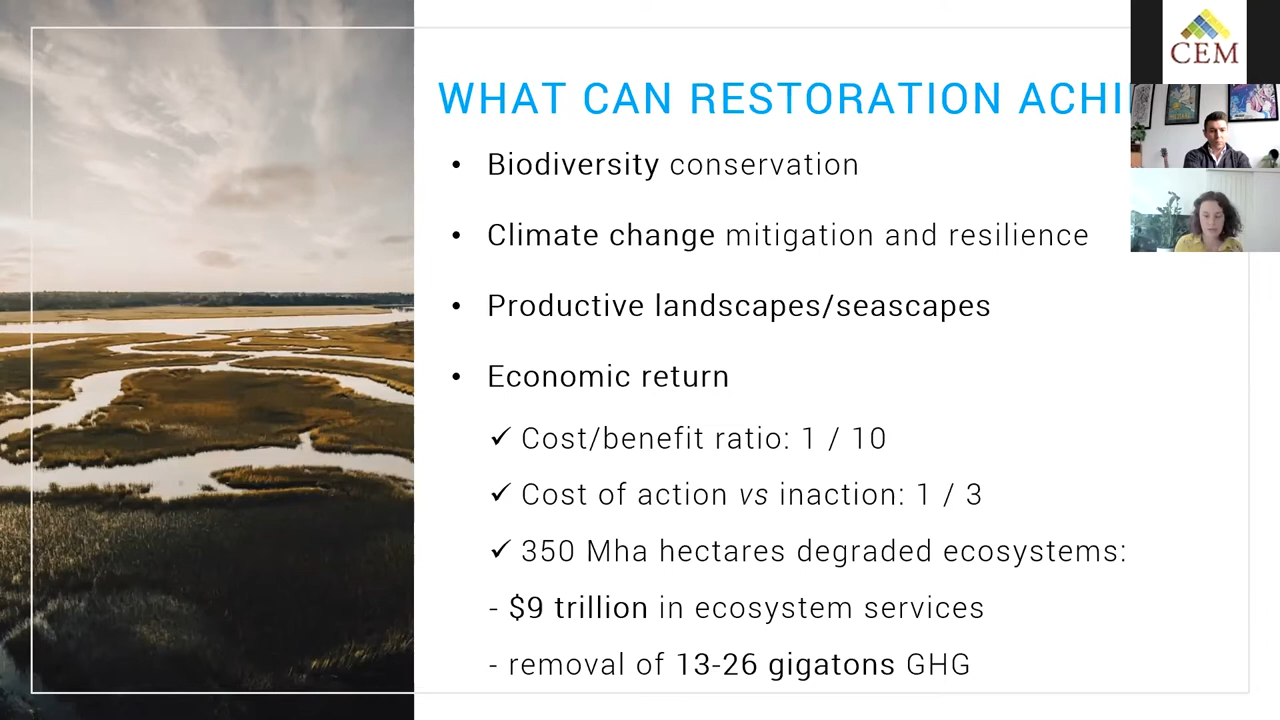 WHAT CAN RESTORATION ACHI
• Biodiversity conservation
• Climate change mitigation and resilience
• Productive landscapes/seascapes
• Economic return
✓ Cost/benefit ratio: 1 / 10
✓ Cost of action vs inaction: 1 / 3
✓ 350 Mha hectares degraded ecosystems:
- $9 trillion in ecosystem services
- removal of 13-26 gigatons GHG
CEM